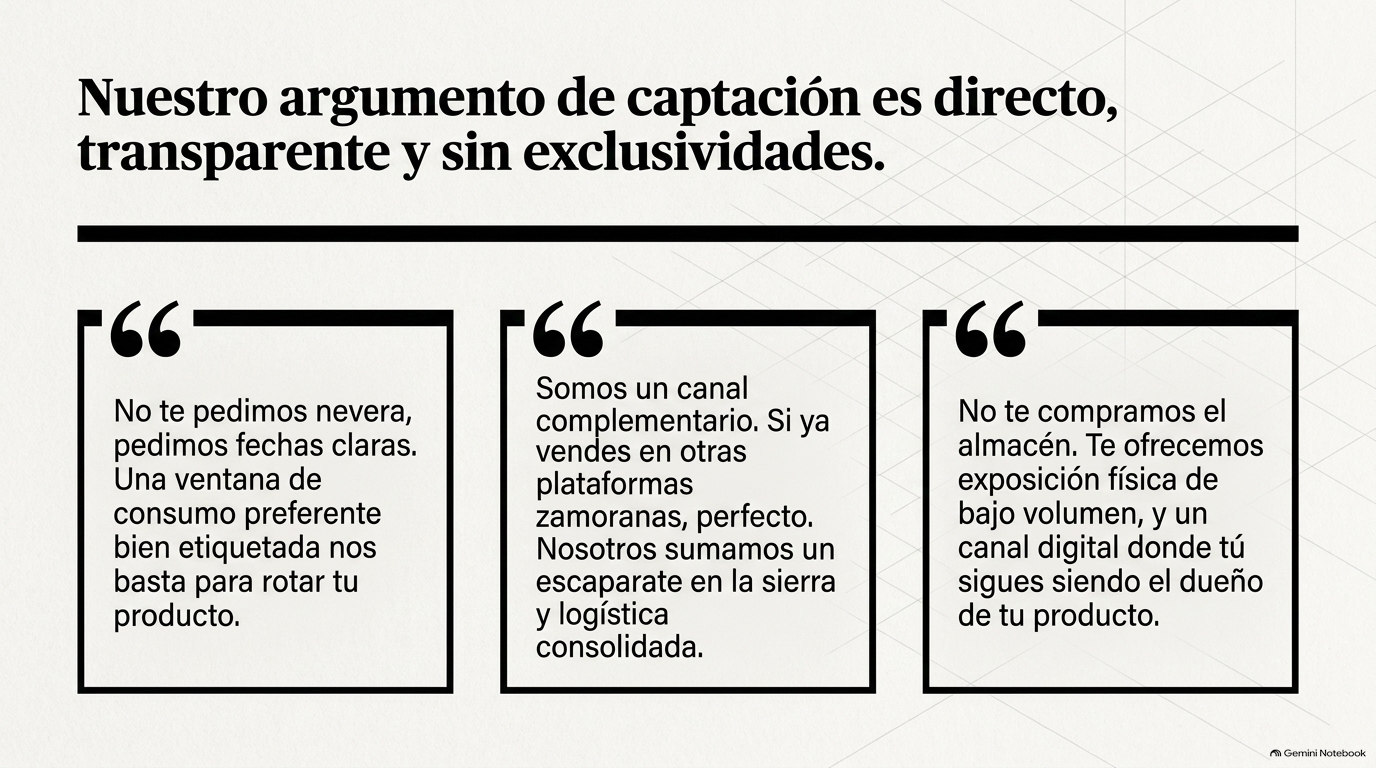 Nuestro argumento de captación es directo,
transparente y sin exclusividades.
“
No te pedimos nevera,
pedimos fechas claras.
Una ventana de
consumo preferente
bien etiquetada nos
basta para rotar tu
producto.
“
Somos un canal
complementario. Si ya
vendes en otras
plataformas
zamoranas, perfecto.
Nosotros sumamos un
escaparate en la sierra
y logística
consolidada.
“
No te compramos el
almacén. Te ofrecemos
exposición física de
bajo volumen, y un
canal digital donde tú
sigues siendo el dueño
de tu producto.
Gemini Notebook